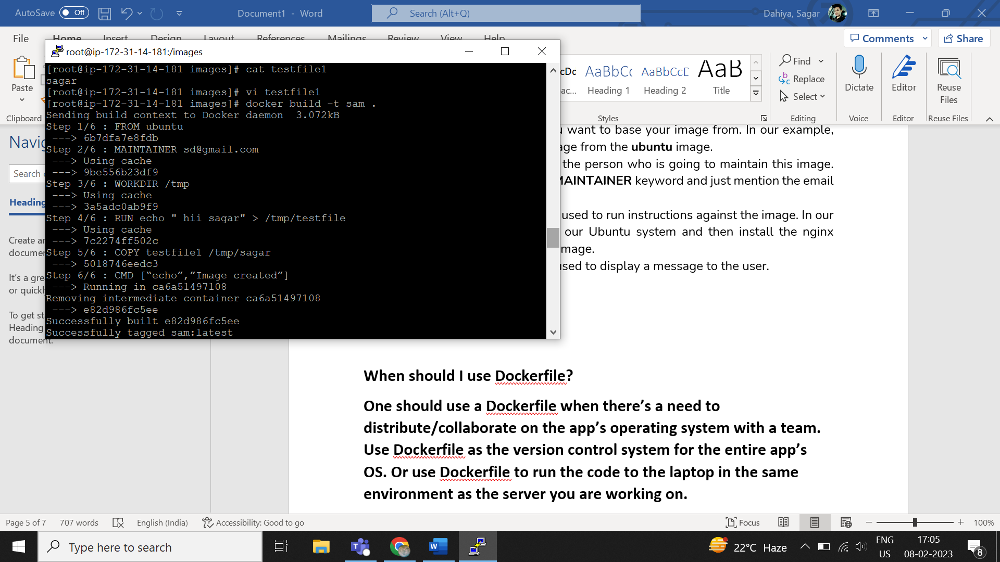 AutoSave Off Document1 - Word Search (Alt+Q) Dahiya, Sagar
File Home Insert Design Layout References Mailings Review View Help Comments Share
root@ip-172-31-14-181:/images
[root@ip-172-31-14-181 images]# cat testfile1
sagar
[root@ip-172-31-14-181 images]# vi testfile1
[root@ip-172-31-14-181 images]# docker build -t sam .
Sending build context to Docker daemon  3.072kB
Step 1/6 : FROM ubuntu
 ---> 6b7dfa7e8fdb
Step 2/6 : MAINTAINER sd@gmail.com
 ---> Using cache
 ---> 9be556b23df9
Step 3/6 : WORKDIR /tmp
 ---> Using cache
 ---> 3a5adc0ab9f9
Step 4/6 : RUN echo " hii sagar" > /tmp/testfile
 ---> Using cache
 ---> 7c2274ff502c
Step 5/6 : COPY testfile1 /tmp/sagar
 ---> 5018746eedc3
Step 6/6 : CMD [“echo”,”Image created”]
 ---> Running in ca6a51497108
Removing intermediate container ca6a51497108
 ---> e82d986fc5ee
Successfully built e82d986fc5ee
Successfully tagged sam:latest
Paste
Clipboard
cDc AaBbC AaBbCcD AaB
ac... Heading 1 Heading 2 Title
Styles
Find
Replace
Select
Editing
Dictate
Voice
Editor
Editor
Reuse
Files
Reuse Files
Navig
Search
Heading
Create an
documen
It’s a gre
or quickl
To get st
Heading
document.
want to base your image from. In our example,
age from the ubuntu image.
the person who is going to maintain this image.
MAINTAINER keyword and just mention the email
used to run instructions against the image. In our
our Ubuntu system and then install the nginx
mage.
used to display a message to the user.
When should I use Dockerfile?
One should use a Dockerfile when there’s a need to
distribute/collaborate on the app’s operating system with a team.
Use Dockerfile as the version control system for the entire app’s
OS. Or use Dockerfile to run the code to the laptop in the same
environment as the server you are working on.
Page 5 of 7 707 words English (India) Accessibility: Good to go Focus 100%
Type here to search 22°C Haze ENG 17:05
US 08-02-2023 8